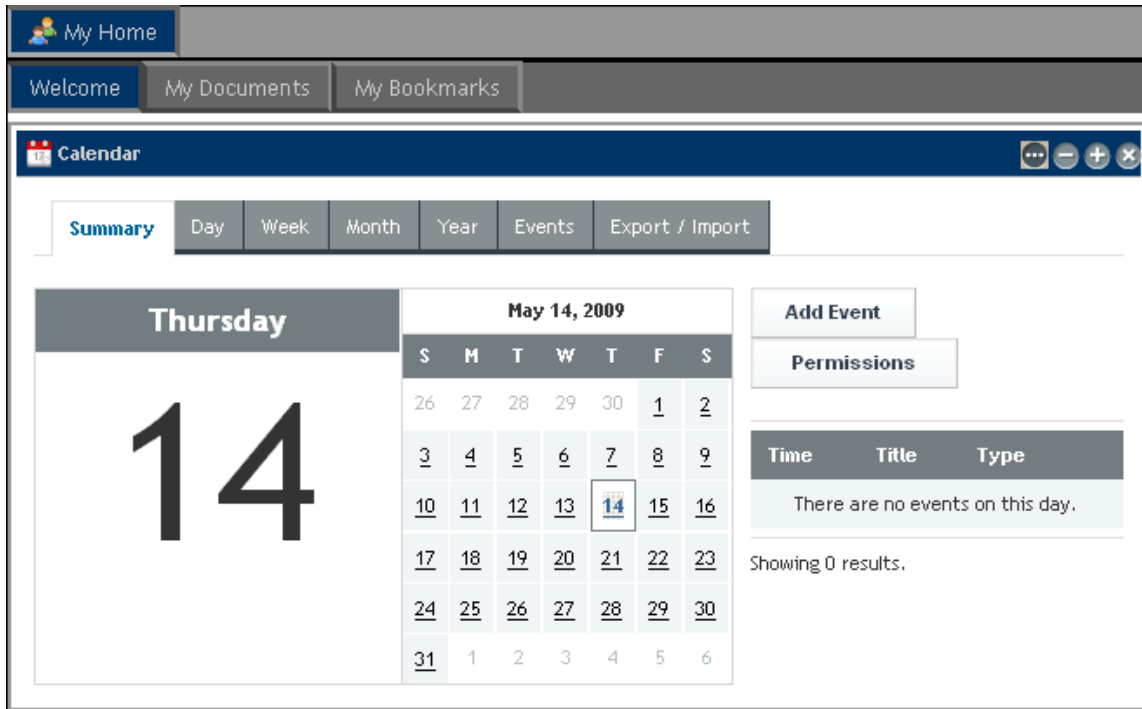 My Home
Welcome My Documents My Bookmarks
Calendar
Summary Day Week Month Year Events Export / Import
Thursday
14
May 14, 2009
S M T W T F S
26 27 28 29 30 1 2
3 4 5 6 7 8 9
10 11 12 13 14 15 16
17 18 19 20 21 22 23
24 25 26 27 28 29 30
31 1 2 3 4 5 6
Add Event
Permissions
Time Title Type
There are no events on this day.
Showing 0 results.